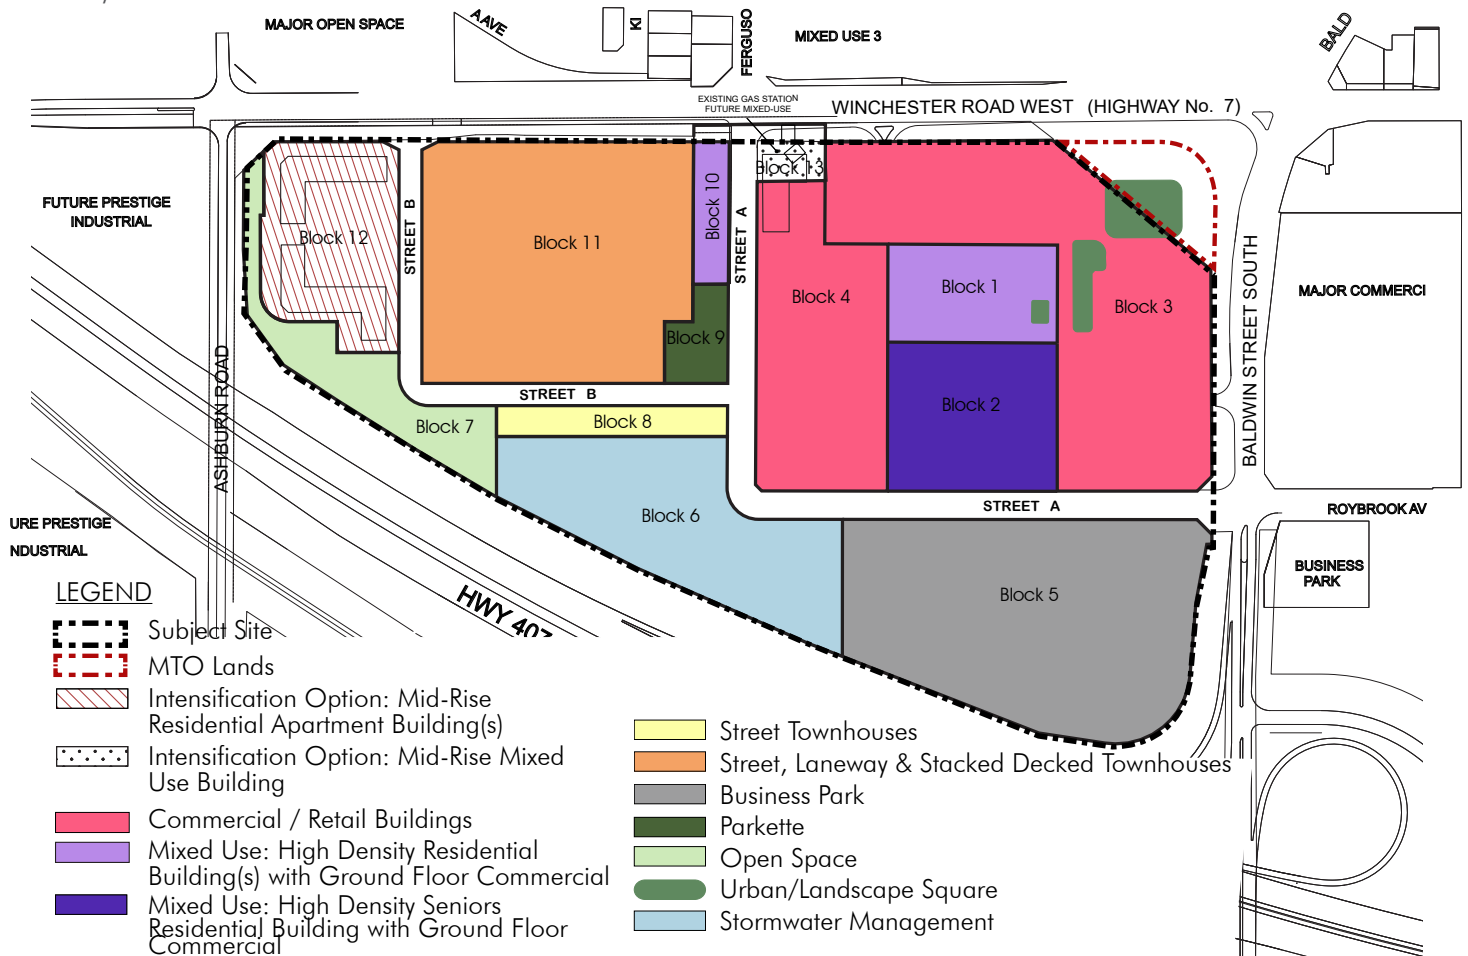 MAJOR OPEN SPACE
A AVE
KI
FERGUSO
MIXED USE 3
BALD
EXISTING GAS STATION
FUTURE MIXED-USE
WINCHESTER ROAD WEST (HIGHWAY No. 7)
FUTURE PRESTIGE
INDUSTRIAL
Block 12
STREET B
Block 11
Block 10
STREET A
Block 13
Block 4
Block 1
Block 3
BALDWIN STREET SOUTH
MAJOR COMMERCI
Block 9
ASHBURN ROAD
STREET B
Block 7
Block 8
Block 2
Block 6
STREET A
ROYBROOK AV
URE PRESTIGE
NDUSTRIAL
BUSINESS
PARK
Block 5
HWY 407
LEGEND
Subject Site
MTO Lands
Intensification Option: Mid-Rise
Residential Apartment Building(s)
Intensification Option: Mid-Rise Mixed
Use Building
Commercial / Retail Buildings
Mixed Use: High Density Residential
Building(s) with Ground Floor Commercial
Mixed Use: High Density Seniors
Residential Building with Ground Floor
Commercial
Street Townhouses
Street, Laneway & Stacked Decked Townhouses
Business Park
Parkette
Open Space
Urban/Landscape Square
Stormwater Management